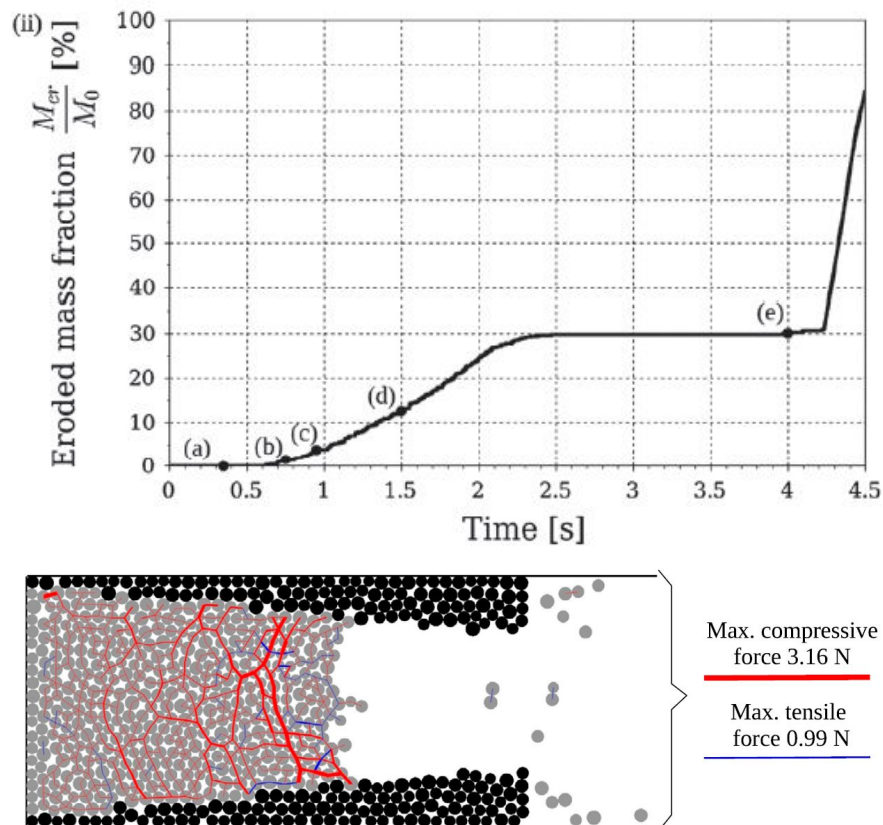 (ii)
Eroded mass fraction M_er/M_0 [%]
100
90
80
70
60
50
40
30
20
10
0
(a)
(b)
(c)
(d)
(e)
0 0.5 1 1.5 2 2.5 3 3.5 4 4.5
Time [s]
Max. compressive
force 3.16 N
Max. tensile
force 0.99 N